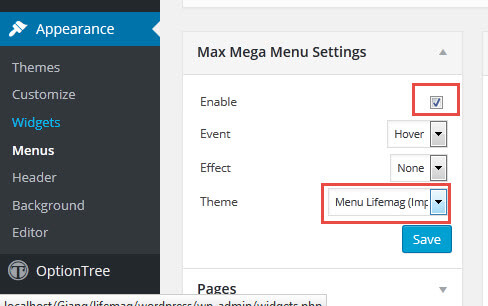 Appearance
Themes
Customize
Widgets
Menus
Header
Background
Editor
OptionTree
Max Mega Menu Settings
Enable
Event
Hover
Effect
None
Theme
Menu Lifemag (Imp
Save
Pages
localhost/Giang/lifemag/wordpress/wp-admin/widgets.php